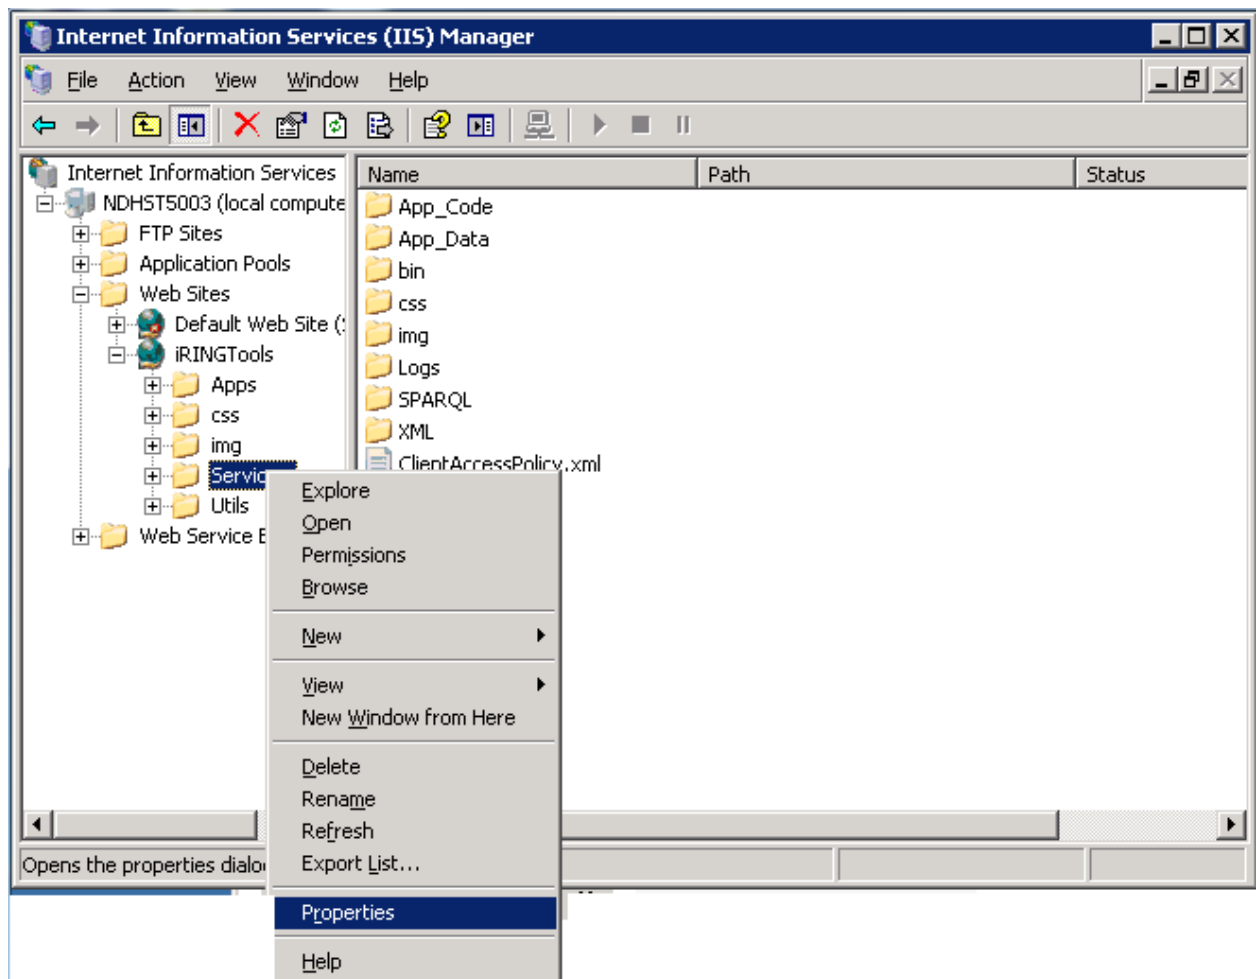 Internet Information Services (IIS) Manager
File Action View Window Help
Internet Information Services
NDHST5003 (local compute
FTP Sites
Application Pools
Web Sites
Default Web Site (
iRINGTools
Apps
css
img
Servic
Utils
Web Service E
Name Path Status
App_Code
App_Data
bin
css
img
Logs
SPARQL
XML
ClientAccessPolicy.xml
Explore
Open
Permissions
Browse
New
View
New Window from Here
Delete
Rename
Refresh
Export List...
Properties
Help
Opens the properties dialo